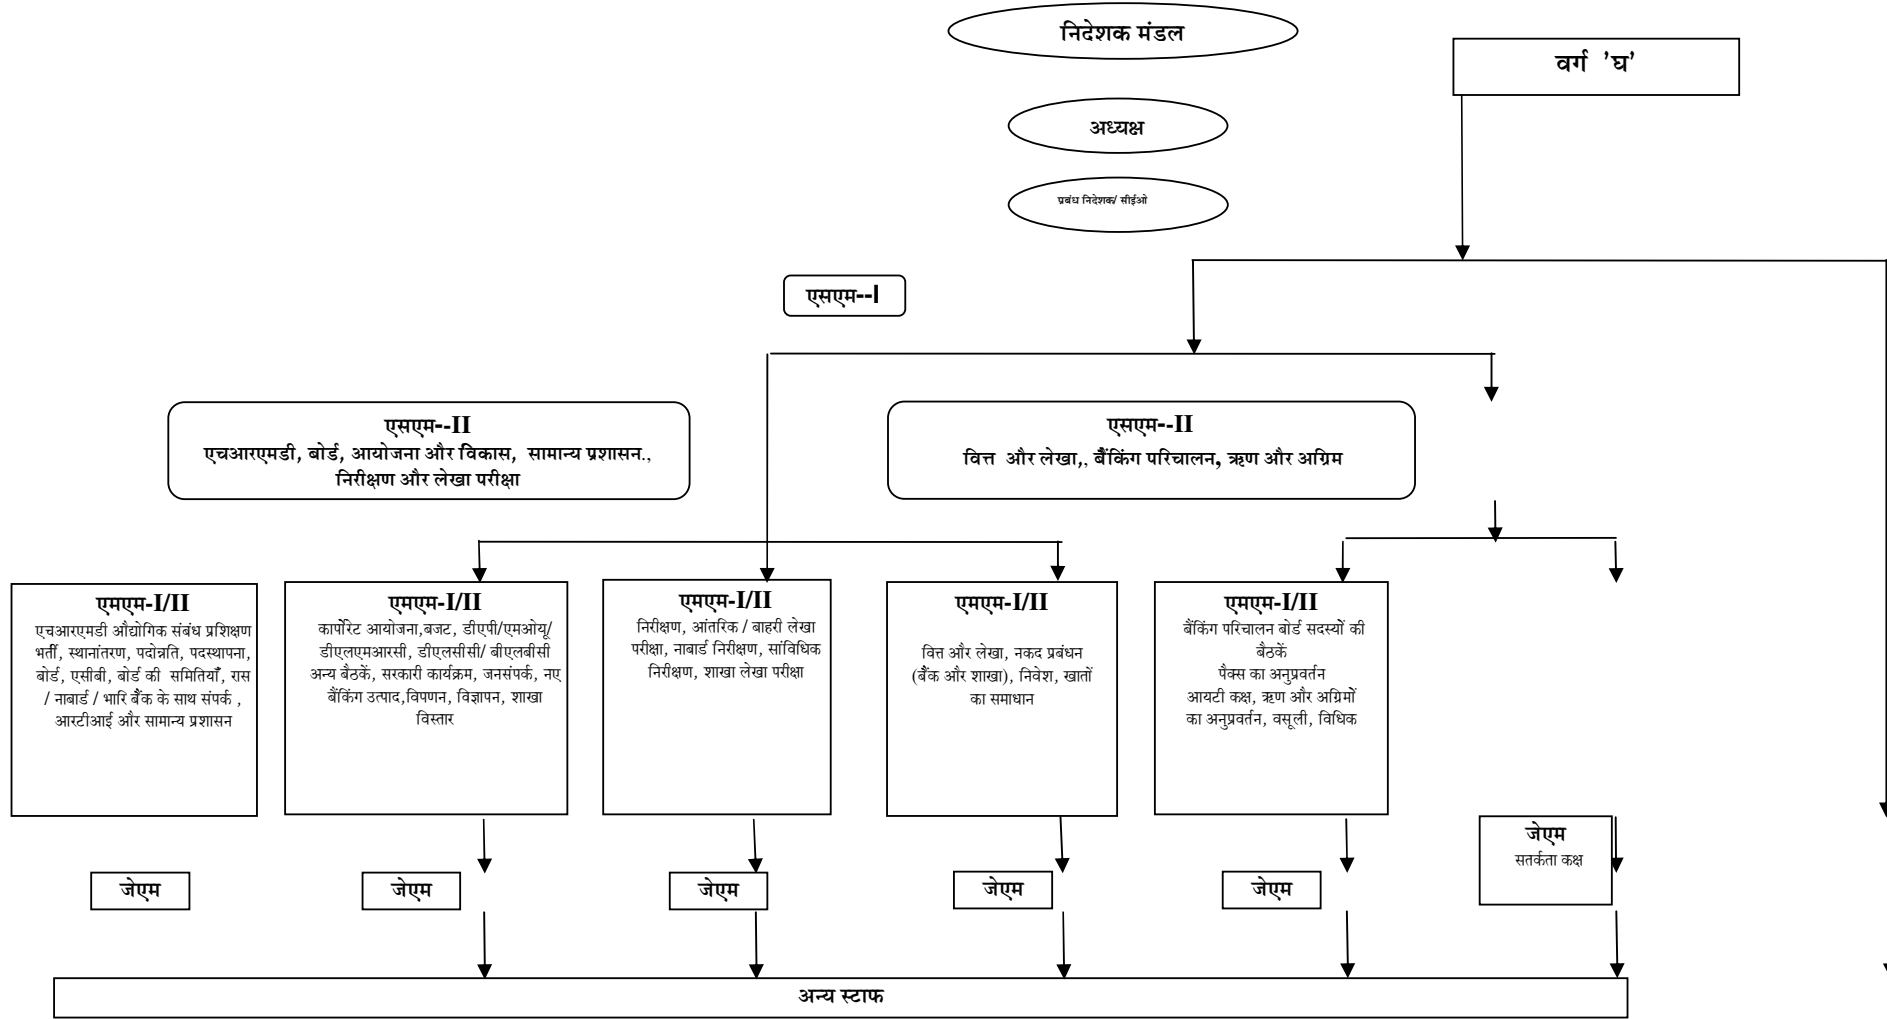 निदेशक मंडल
वर्ग 'घ'
अध्यक्ष
प्रबंध निदेशक/ सीईओ
एसएम--I
एसएम--II
एचआरएमडी, बोर्ड, आयोजना और विकास, सामान्य प्रशासन.,
निरीक्षण और लेखा परीक्षा
एसएम--II
वित्त और लेखा,, बैंकिंग परिचालन, ऋण और अग्रिम
एमएम-I/II
एचआरएमडी औद्योगिक संबंध प्रशिक्षण
भर्ती, स्थानांतरण, पदोन्नति, पदस्थापना,
बोर्ड, एसीबी, बोर्ड की समितियाँ, रास
/ नाबार्ड / भारि बैंक के साथ संपर्क ,
आरटीआई और सामान्य प्रशासन
एमएम-I/II
कार्पोरेट आयोजना,बजट, डीएपी/एमओयू/
डीएलएमआरसी, डीएलसीसी/ बीएलबीसी
अन्य बैठकें, सरकारी कार्यक्रम, जनसंपर्क, नए
बैंकिंग उत्पाद,विपणन, विज्ञापन, शाखा
विस्तार
एमएम-I/II
निरीक्षण, आंतरिक / बाहरी लेखा
परीक्षा, नाबार्ड निरीक्षण, सांविधिक
निरीक्षण, शाखा लेखा परीक्षा
एमएम-I/II
वित्त और लेखा, नकद प्रबंधन
(बैंक और शाखा), निवेश, खातों
का समाधान
एमएम-I/II
बैंकिंग परिचालन बोर्ड सदस्यों की
बैठकें
पैक्स का अनुप्रवर्तन
आयटी कक्ष, ऋण और अग्रिमों
का अनुप्रवर्तन, वसूली, विधिक
जेएम
सतर्कता कक्ष
जेएम
जेएम
जेएम
जेएम
जेएम
अन्य स्टाफ